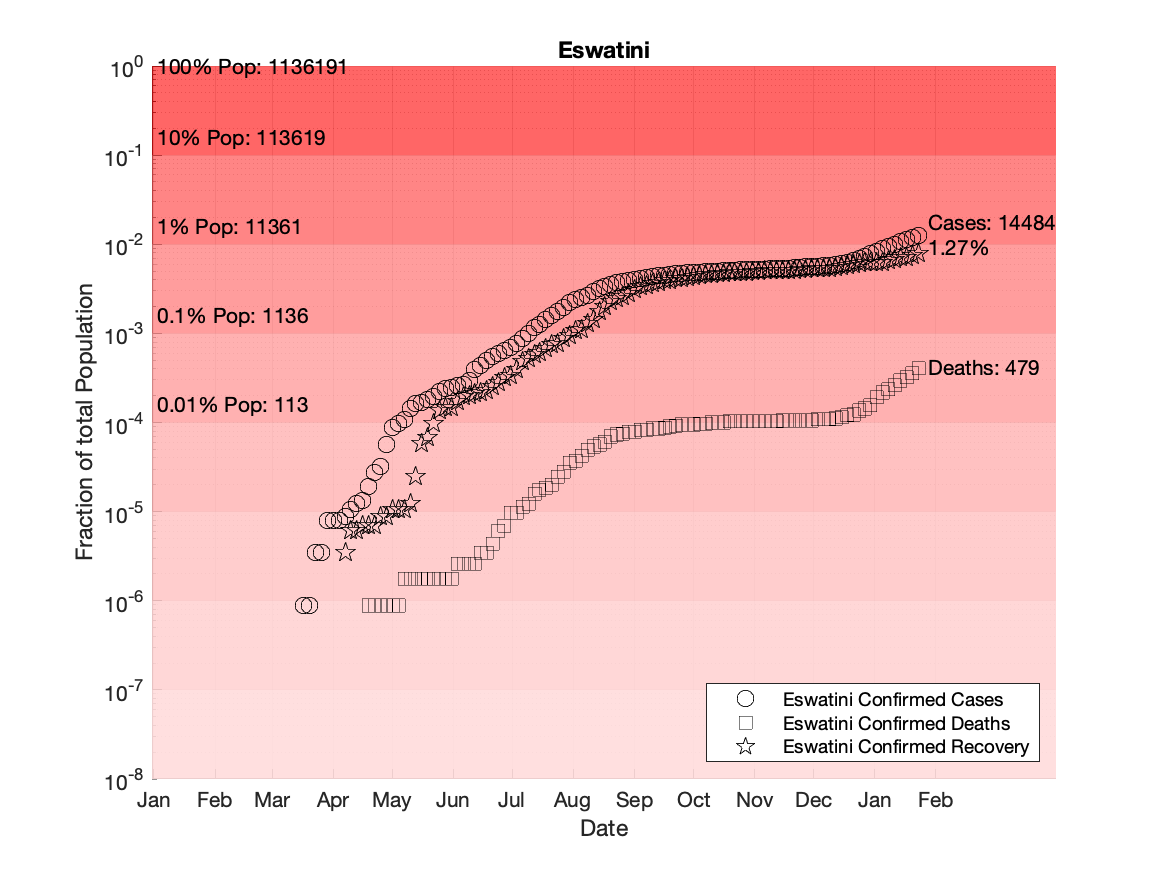 Eswatini
10^0
100% Pop: 1136191
10% Pop: 113619
10^-1
1% Pop: 11361
Cases: 14484
10^-2
1.27%
0.1% Pop: 1136
10^-3
Deaths: 479
0.01% Pop: 113
10^-4
10^-5
10^-6
10^-7
10^-8
Fraction of total Population
Eswatini Confirmed Cases
Eswatini Confirmed Deaths
Eswatini Confirmed Recovery
Jan Feb Mar Apr May Jun Jul Aug Sep Oct Nov Dec Jan Feb
Date